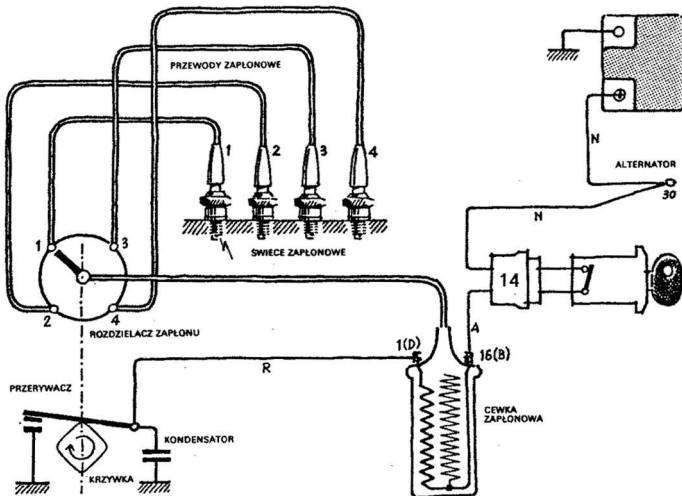 PRZEWODY ZAPŁONOWE
1
2
3
4
N
ALTERNATOR
30
N
1
3
ŚWIECE ZAPŁONOWE
14
2
4
ROZDZIELACZ ZAPŁONU
A
1(D)
16(B)
R
PRZERYWACZ
CEWKA
ZAPŁONOWA
KONDENSATOR
KRZYWKA